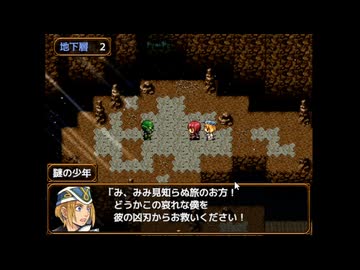 地下層　2
謎の少年
「み、みみ見知らぬ旅のお方！
どうかこの哀れな僕を
彼の凶刃からお救いください！